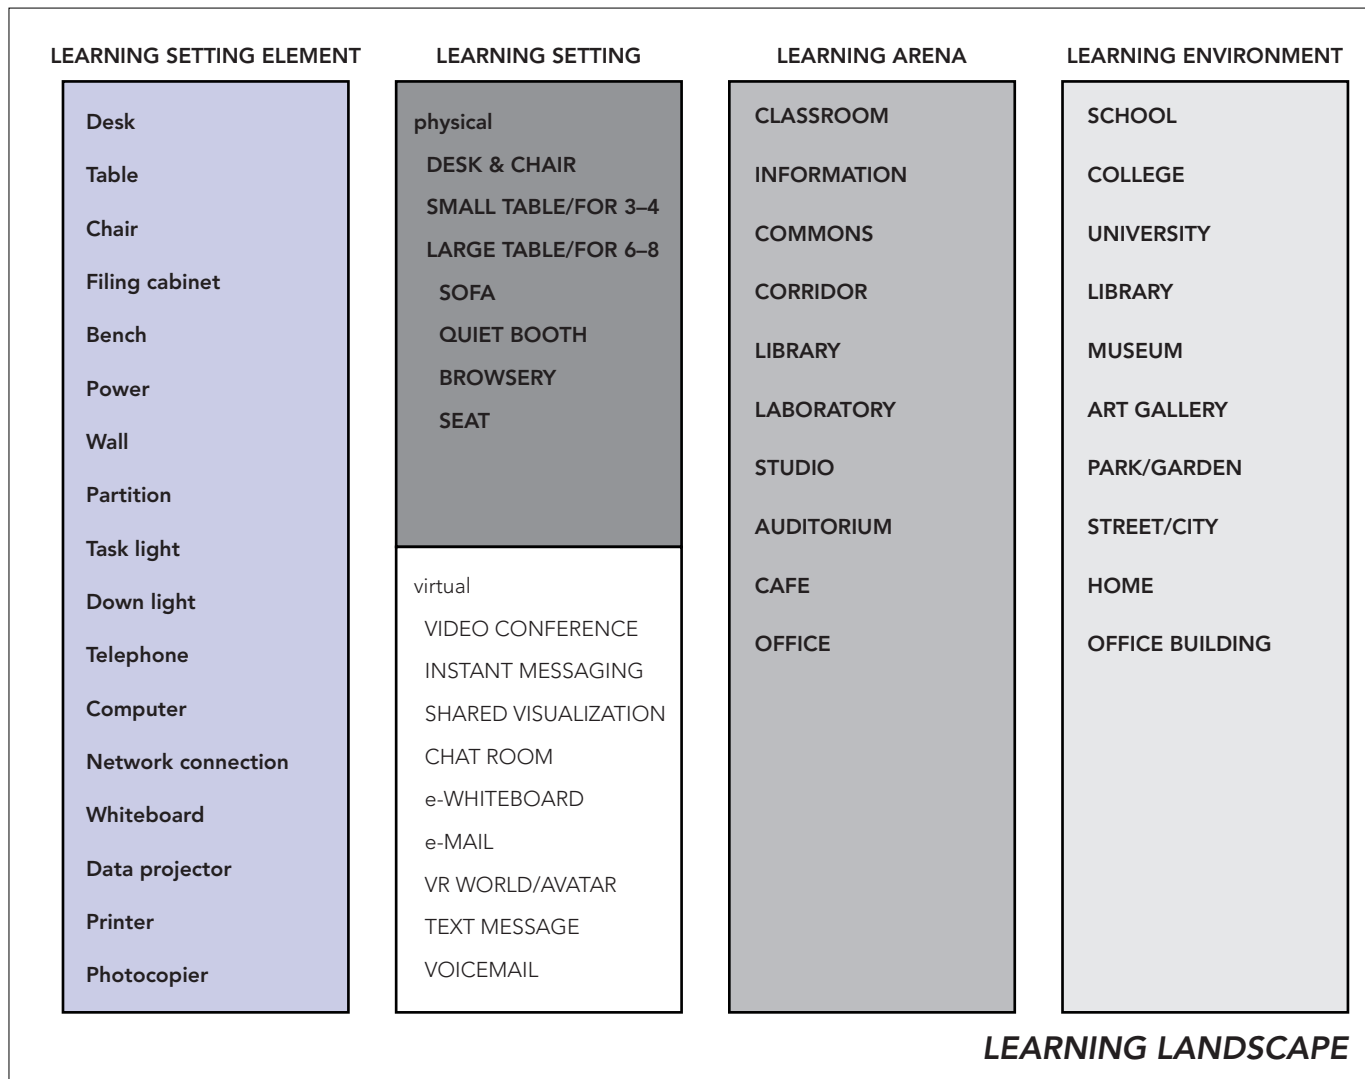 LEARNING SETTING ELEMENT
Desk
Table
Chair
Filing cabinet
Bench
Power
Wall
Partition
Task light
Down light
Telephone
Computer
Network connection
Whiteboard
Data projector
Printer
Photocopier
LEARNING SETTING
physical
DESK & CHAIR
SMALL TABLE/FOR 3–4
LARGE TABLE/FOR 6–8
SOFA
QUIET BOOTH
BROWSERY
SEAT
virtual
VIDEO CONFERENCE
INSTANT MESSAGING
SHARED VISUALIZATION
CHAT ROOM
e-WHITEBOARD
e-MAIL
VR WORLD/AVATAR
TEXT MESSAGE
VOICEMAIL
LEARNING ARENA
CLASSROOM
INFORMATION
COMMONS
CORRIDOR
LIBRARY
LABORATORY
STUDIO
AUDITORIUM
CAFE
OFFICE
LEARNING ENVIRONMENT
SCHOOL
COLLEGE
UNIVERSITY
LIBRARY
MUSEUM
ART GALLERY
PARK/GARDEN
STREET/CITY
HOME
OFFICE BUILDING
LEARNING LANDSCAPE